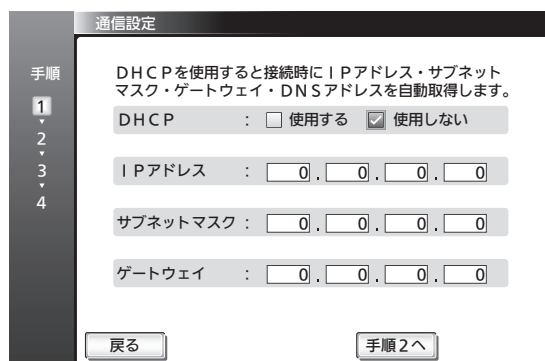 通信設定
手順
1
2
3
4
DHCPを使用すると接続時にIPアドレス・サブネット
マスク・ゲートウェイ・DNSアドレスを自動取得します。
DHCP : 使用する 使用しない
IPアドレス : 0 . 0 . 0 . 0
サブネットマスク : 0 . 0 . 0 . 0
ゲートウェイ : 0 . 0 . 0 . 0
戻る 手順2へ